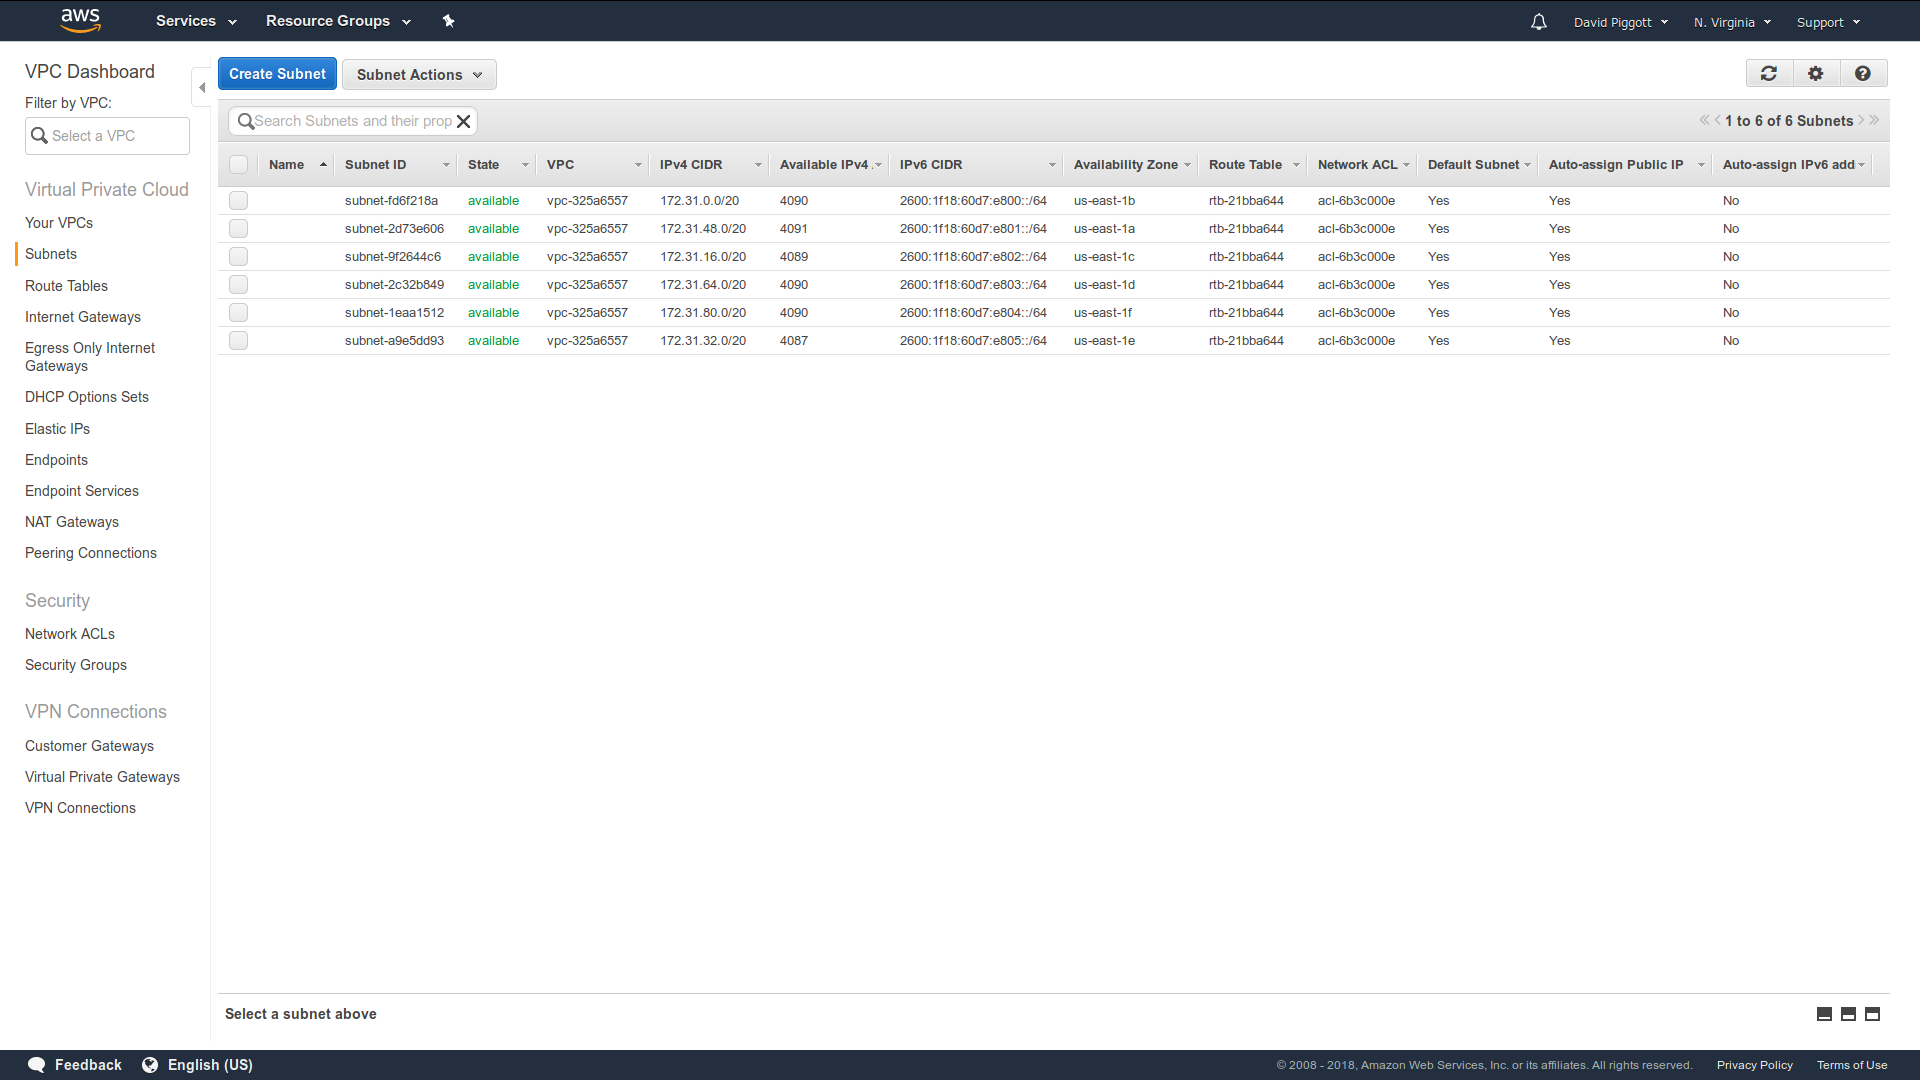 aws Services Resource Groups David Piggott N. Virginia Support
VPC Dashboard
Filter by VPC:
Select a VPC
Virtual Private Cloud
Your VPCs
Subnets
Route Tables
Internet Gateways
Egress Only Internet
Gateways
DHCP Options Sets
Elastic IPs
Endpoints
Endpoint Services
NAT Gateways
Peering Connections
Security
Network ACLs
Security Groups
VPN Connections
Customer Gateways
Virtual Private Gateways
VPN Connections
Create Subnet Subnet Actions
Search Subnets and their prop 1 to 6 of 6 Subnets
Name Subnet ID State VPC IPv4 CIDR Available IPv4 IPv6 CIDR Availability Zone Route Table Network ACL Default Subnet Auto-assign Public IP Auto-assign IPv6 add
subnet-fd6f218a available vpc-325a6557 172.31.0.0/20 4090 2600:1f18:60d7:e800::/64 us-east-1b rtb-21bba644 acl-6b3c000e Yes Yes No
subnet-2d73e606 available vpc-325a6557 172.31.48.0/20 4091 2600:1f18:60d7:e801::/64 us-east-1a rtb-21bba644 acl-6b3c000e Yes Yes No
subnet-9f2644c6 available vpc-325a6557 172.31.16.0/20 4089 2600:1f18:60d7:e802::/64 us-east-1c rtb-21bba644 acl-6b3c000e Yes Yes No
subnet-2c32b849 available vpc-325a6557 172.31.64.0/20 4090 2600:1f18:60d7:e803::/64 us-east-1d rtb-21bba644 acl-6b3c000e Yes Yes No
subnet-1eaa1512 available vpc-325a6557 172.31.80.0/20 4090 2600:1f18:60d7:e804::/64 us-east-1f rtb-21bba644 acl-6b3c000e Yes Yes No
subnet-a9e5dd93 available vpc-325a6557 172.31.32.0/20 4087 2600:1f18:60d7:e805::/64 us-east-1e rtb-21bba644 acl-6b3c000e Yes Yes No
Select a subnet above
Feedback English (US) © 2008 - 2018, Amazon Web Services, Inc. or its affiliates. All rights reserved. Privacy Policy Terms of Use